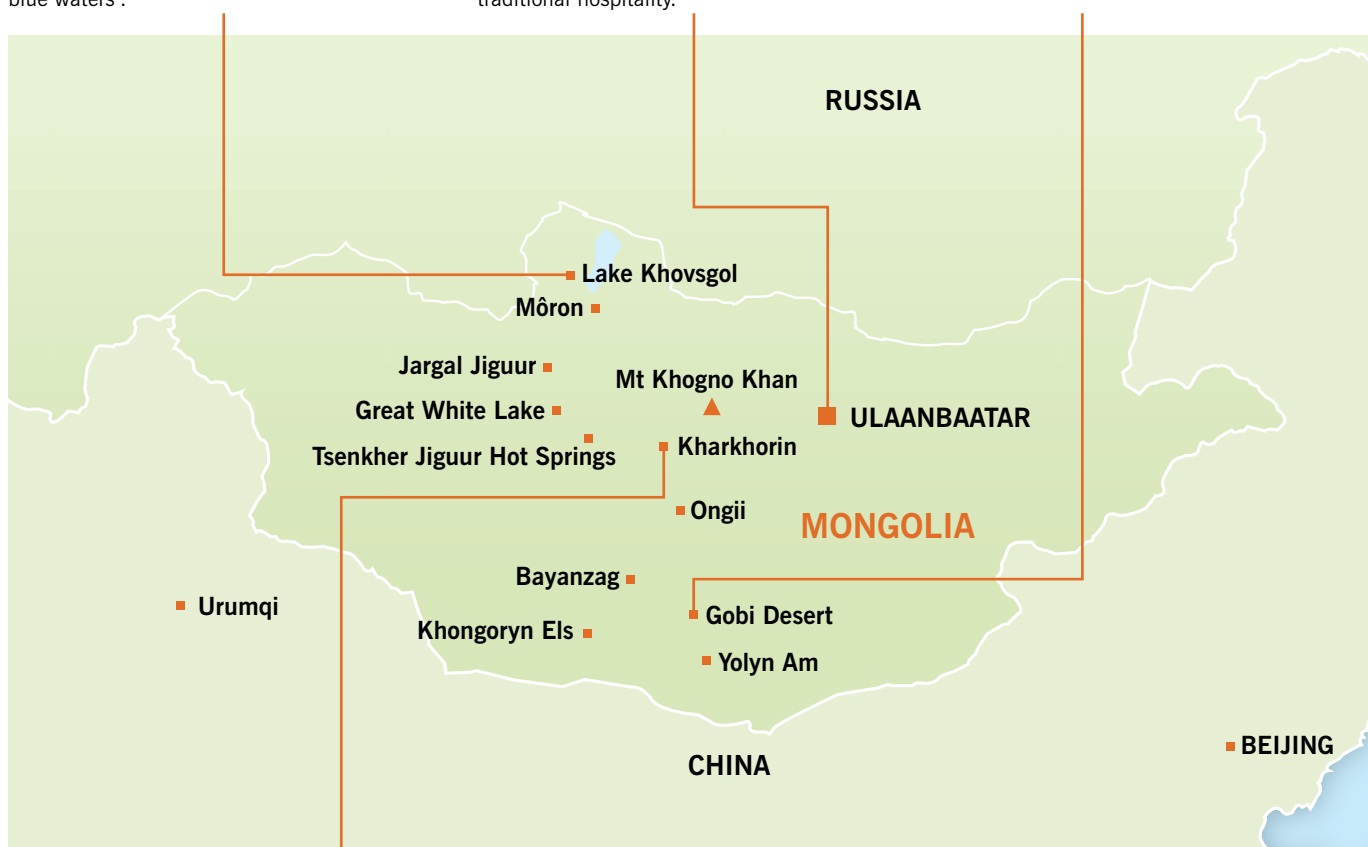 blue waters'.
traditional hospitality.
RUSSIA
Lake Khovsgol
Môron
Jargal Jiguur
Mt Khogno Khan
Great White Lake
ULAANBAATAR
Kharkhorin
Tsenkher Jiguur Hot Springs
Ongii
MONGOLIA
Bayanzag
Urumqi
Gobi Desert
Khongoryn Els
Yolyn Am
BEIJING
CHINA